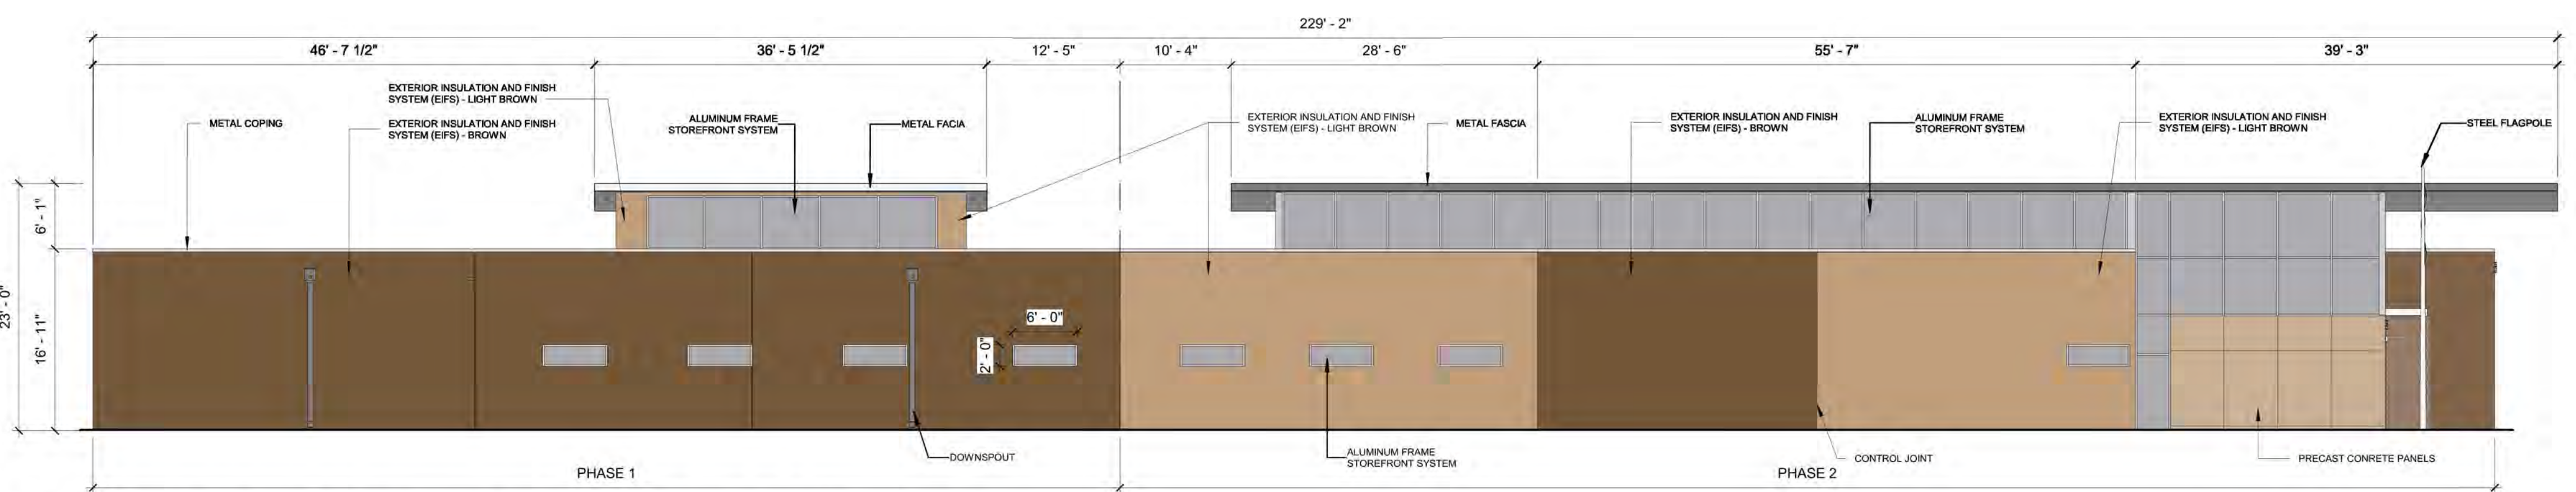 229' - 2"
46' - 7 1/2"
36' - 5 1/2"
12' - 5"
10' - 4"
28' - 6"
55' - 7"
39' - 3"
EXTERIOR INSULATION AND FINISH
SYSTEM (EIFS) - LIGHT BROWN
METAL COPING
EXTERIOR INSULATION AND FINISH
SYSTEM (EIFS) - BROWN
ALUMINUM FRAME
STOREFRONT SYSTEM
METAL FACIA
EXTERIOR INSULATION AND FINISH
SYSTEM (EIFS) - LIGHT BROWN
METAL FASCIA
EXTERIOR INSULATION AND FINISH
SYSTEM (EIFS) - BROWN
ALUMINUM FRAME
STOREFRONT SYSTEM
EXTERIOR INSULATION AND FINISH
SYSTEM (EIFS) - LIGHT BROWN
STEEL FLAGPOLE
23' - 0"
6' - 1"
16' - 11"
6' - 0"
2' - 0"
DOWNSPOUT
ALUMINUM FRAME
STOREFRONT SYSTEM
CONTROL JOINT
PRECAST CONRETE PANELS
PHASE 1
PHASE 2